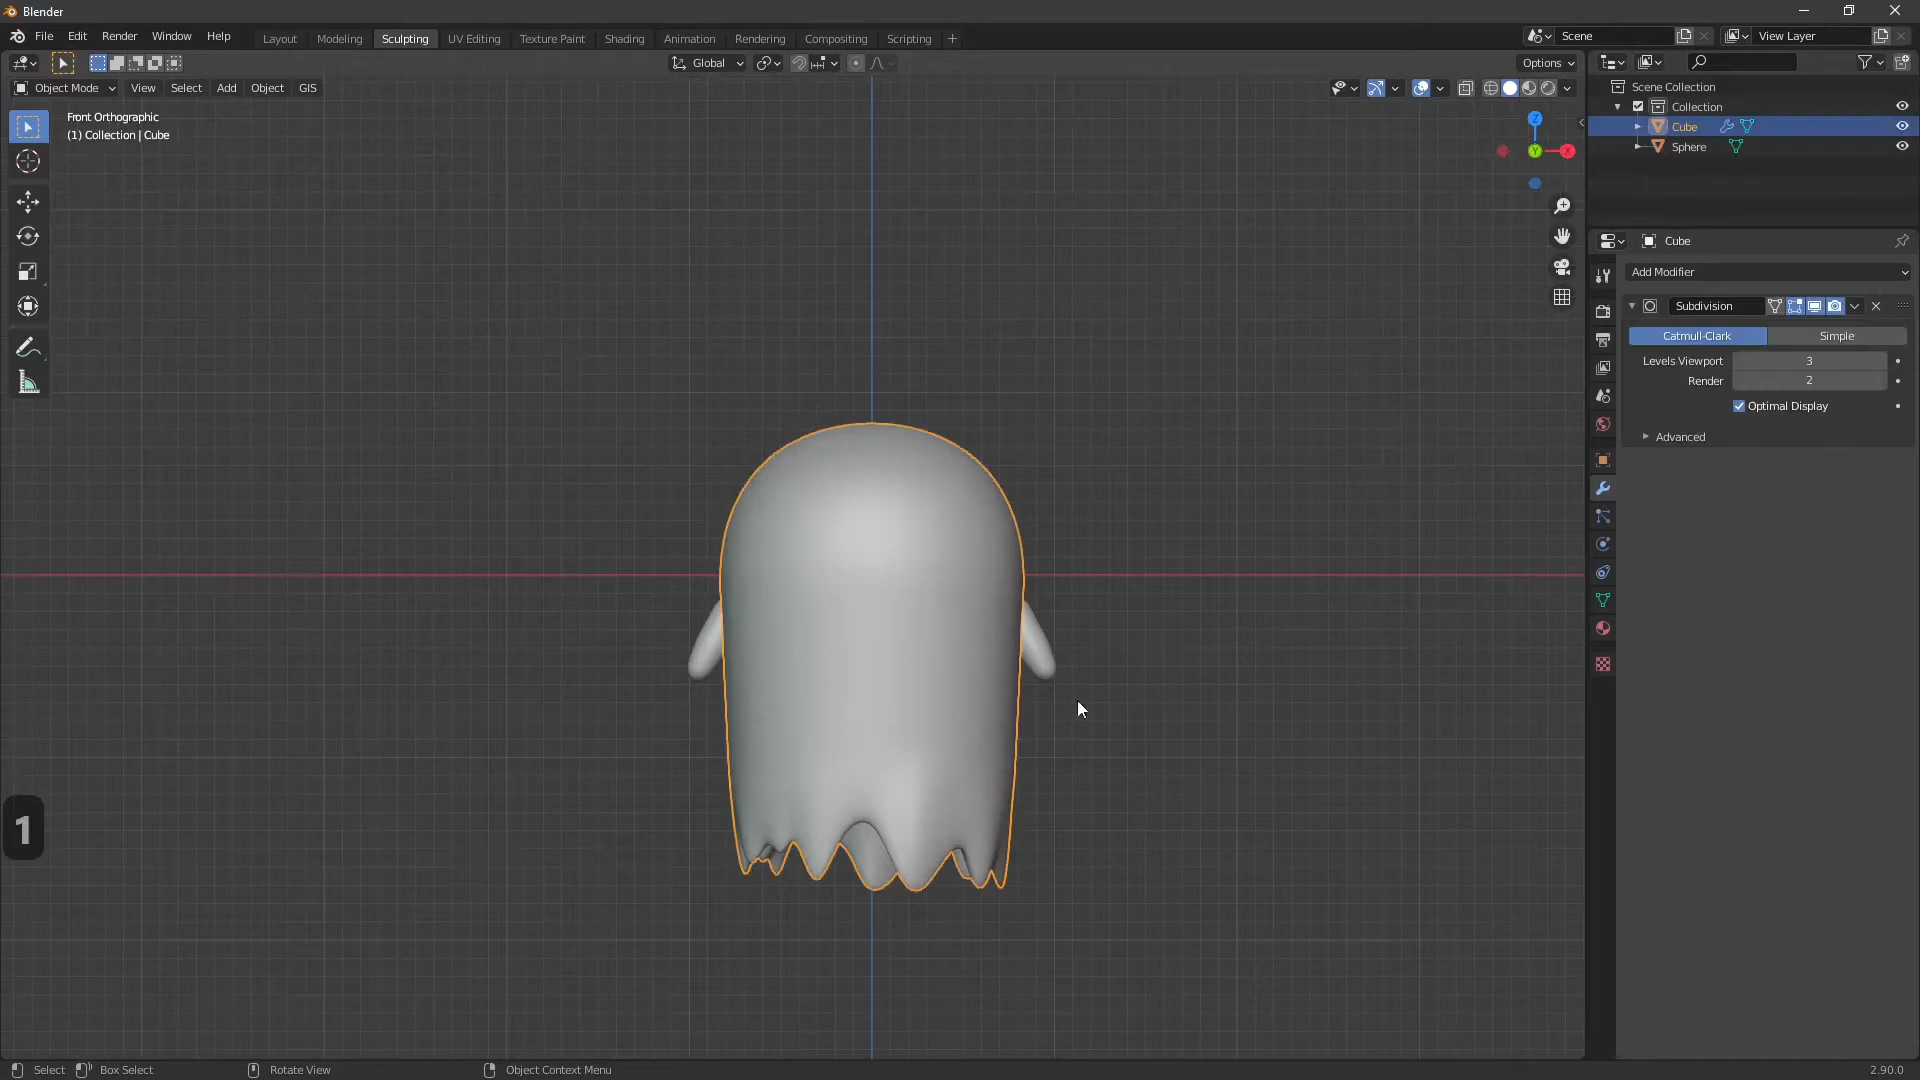 Blender
File Edit Render Window Help
Layout Modeling Sculpting UV Editing Texture Paint Shading Animation Rendering Compositing Scripting +
Scene
View Layer
Global
Options
Object Mode View Select Add Object GIS
Front Orthographic
(1) Collection | Cube
Z
Y
X
Scene Collection
Collection
Cube
Sphere
Cube
Add Modifier
Subdivision
Catmull-Clark Simple
Levels Viewport 3
Render 2
Optimal Display
Advanced
1
Select Box Select Rotate View Object Context Menu 2.90.0